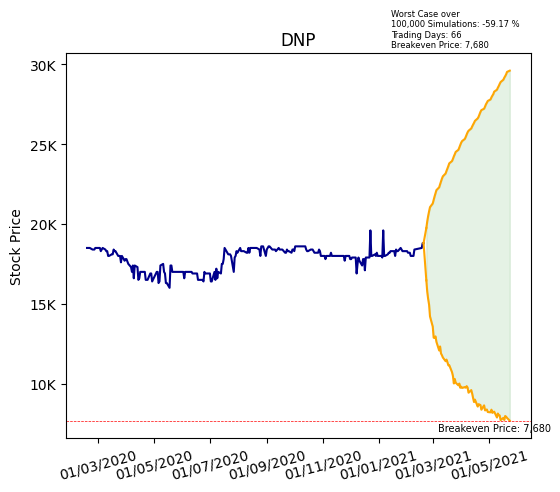 Worst Case over
100,000 Simulations: -59.17 %
Trading Days: 66
Breakeven Price: 7,680
DNP
Stock Price
30K
25K
20K
15K
10K
Breakeven Price: 7,680
01/03/2020
01/05/2020
01/07/2020
01/09/2020
01/11/2020
01/01/2021
01/03/2021
01/05/2021